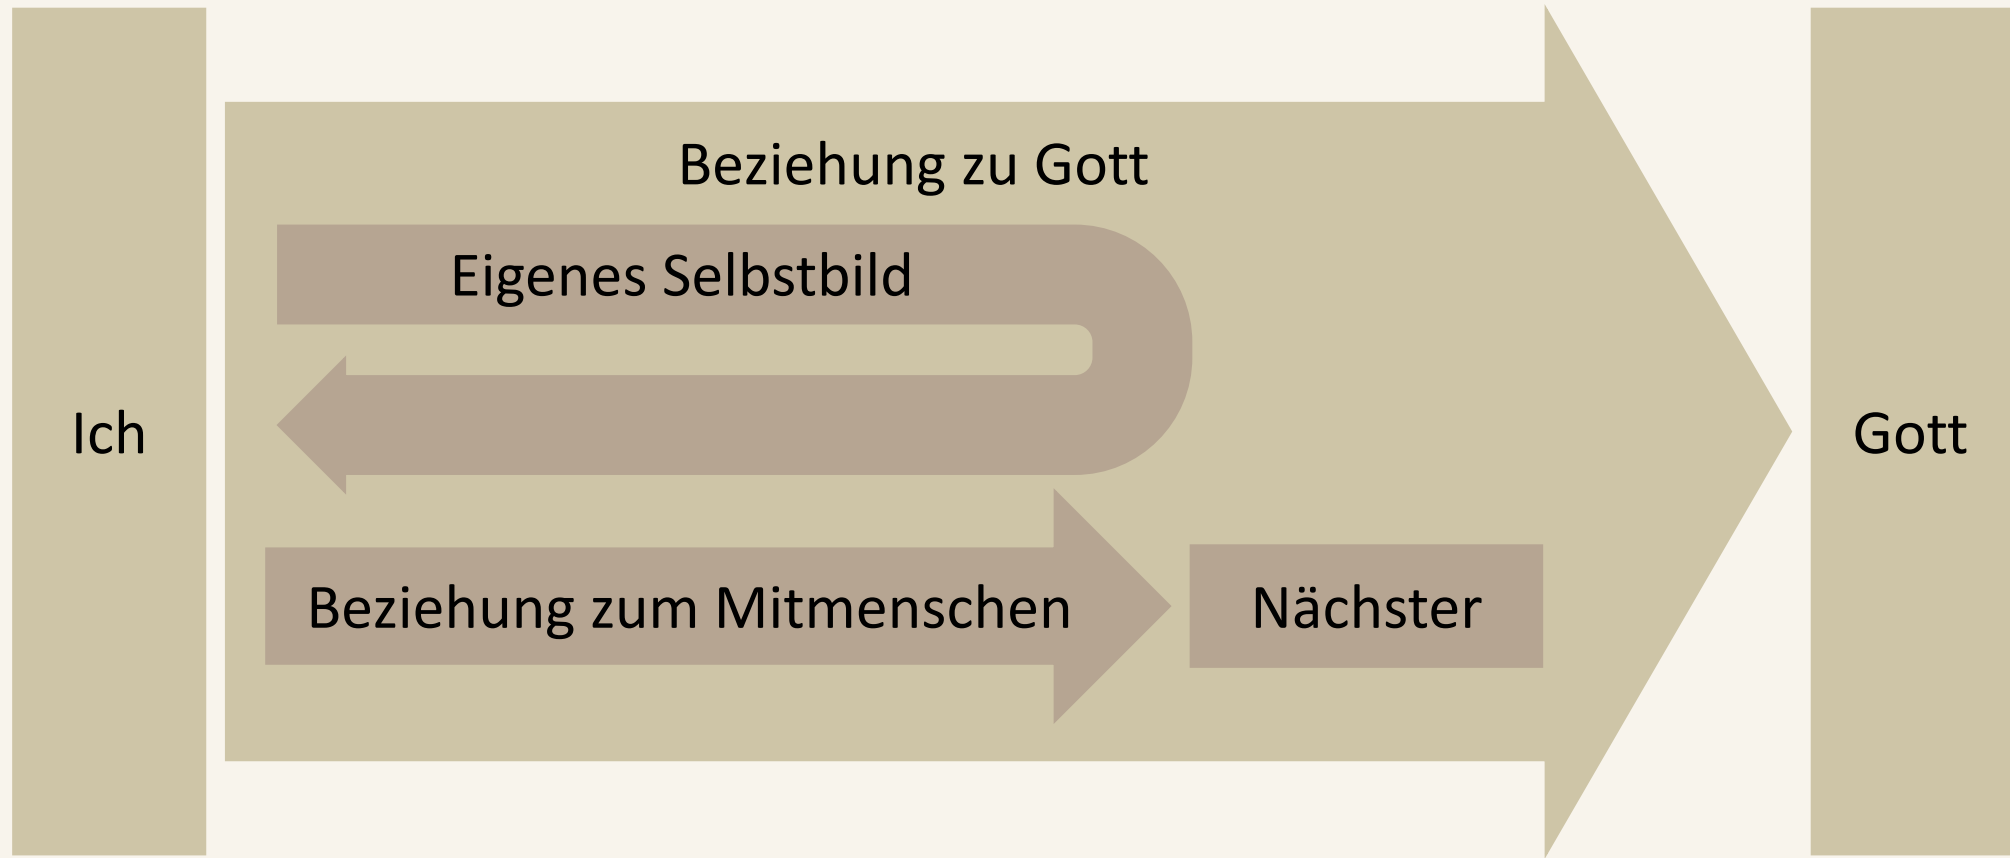 Beziehung zu Gott
Eigenes Selbstbild
Ich
Gott
Beziehung zum Mitmenschen
Nächster